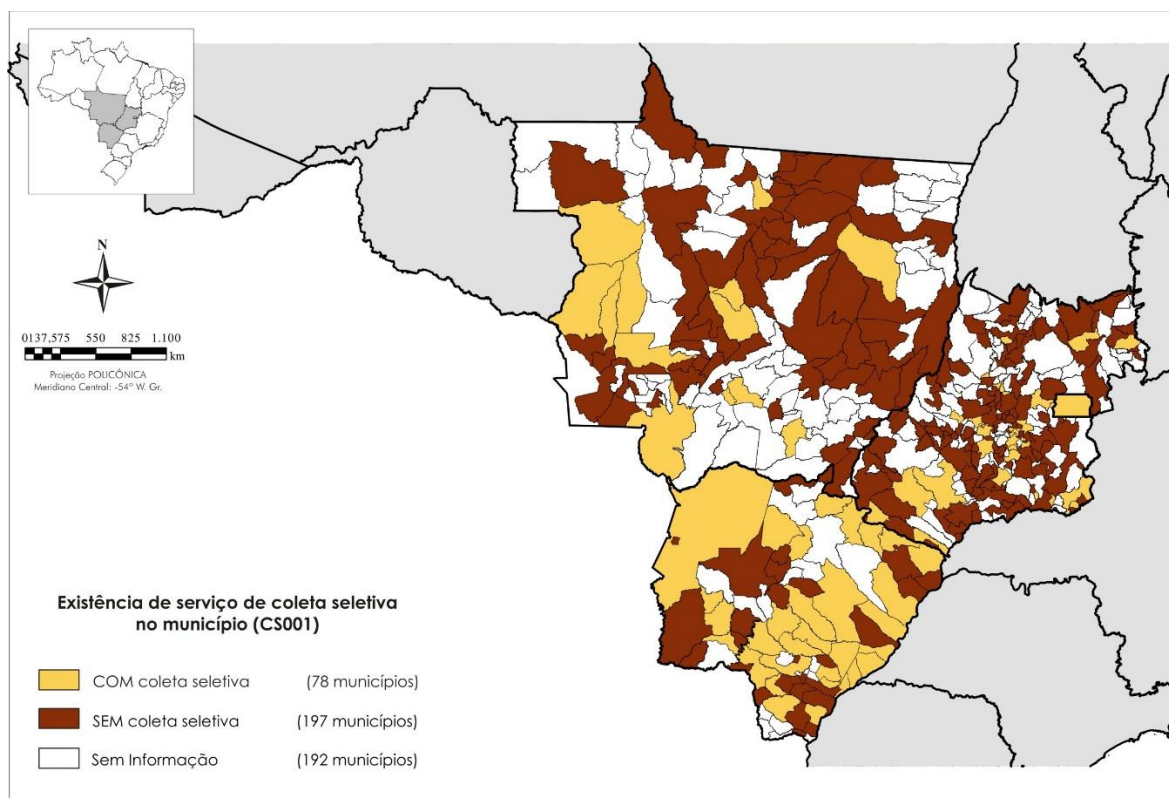 N
0137,575 550 825 1.100
km
Projeção POLICÔNICA
Meridiano Central: -54° W. Gr.
Existência de serviço de coleta seletiva
no município (CS001)
COM coleta seletiva (78 municípios)
SEM coleta seletiva (197 municípios)
Sem Informação (192 municípios)